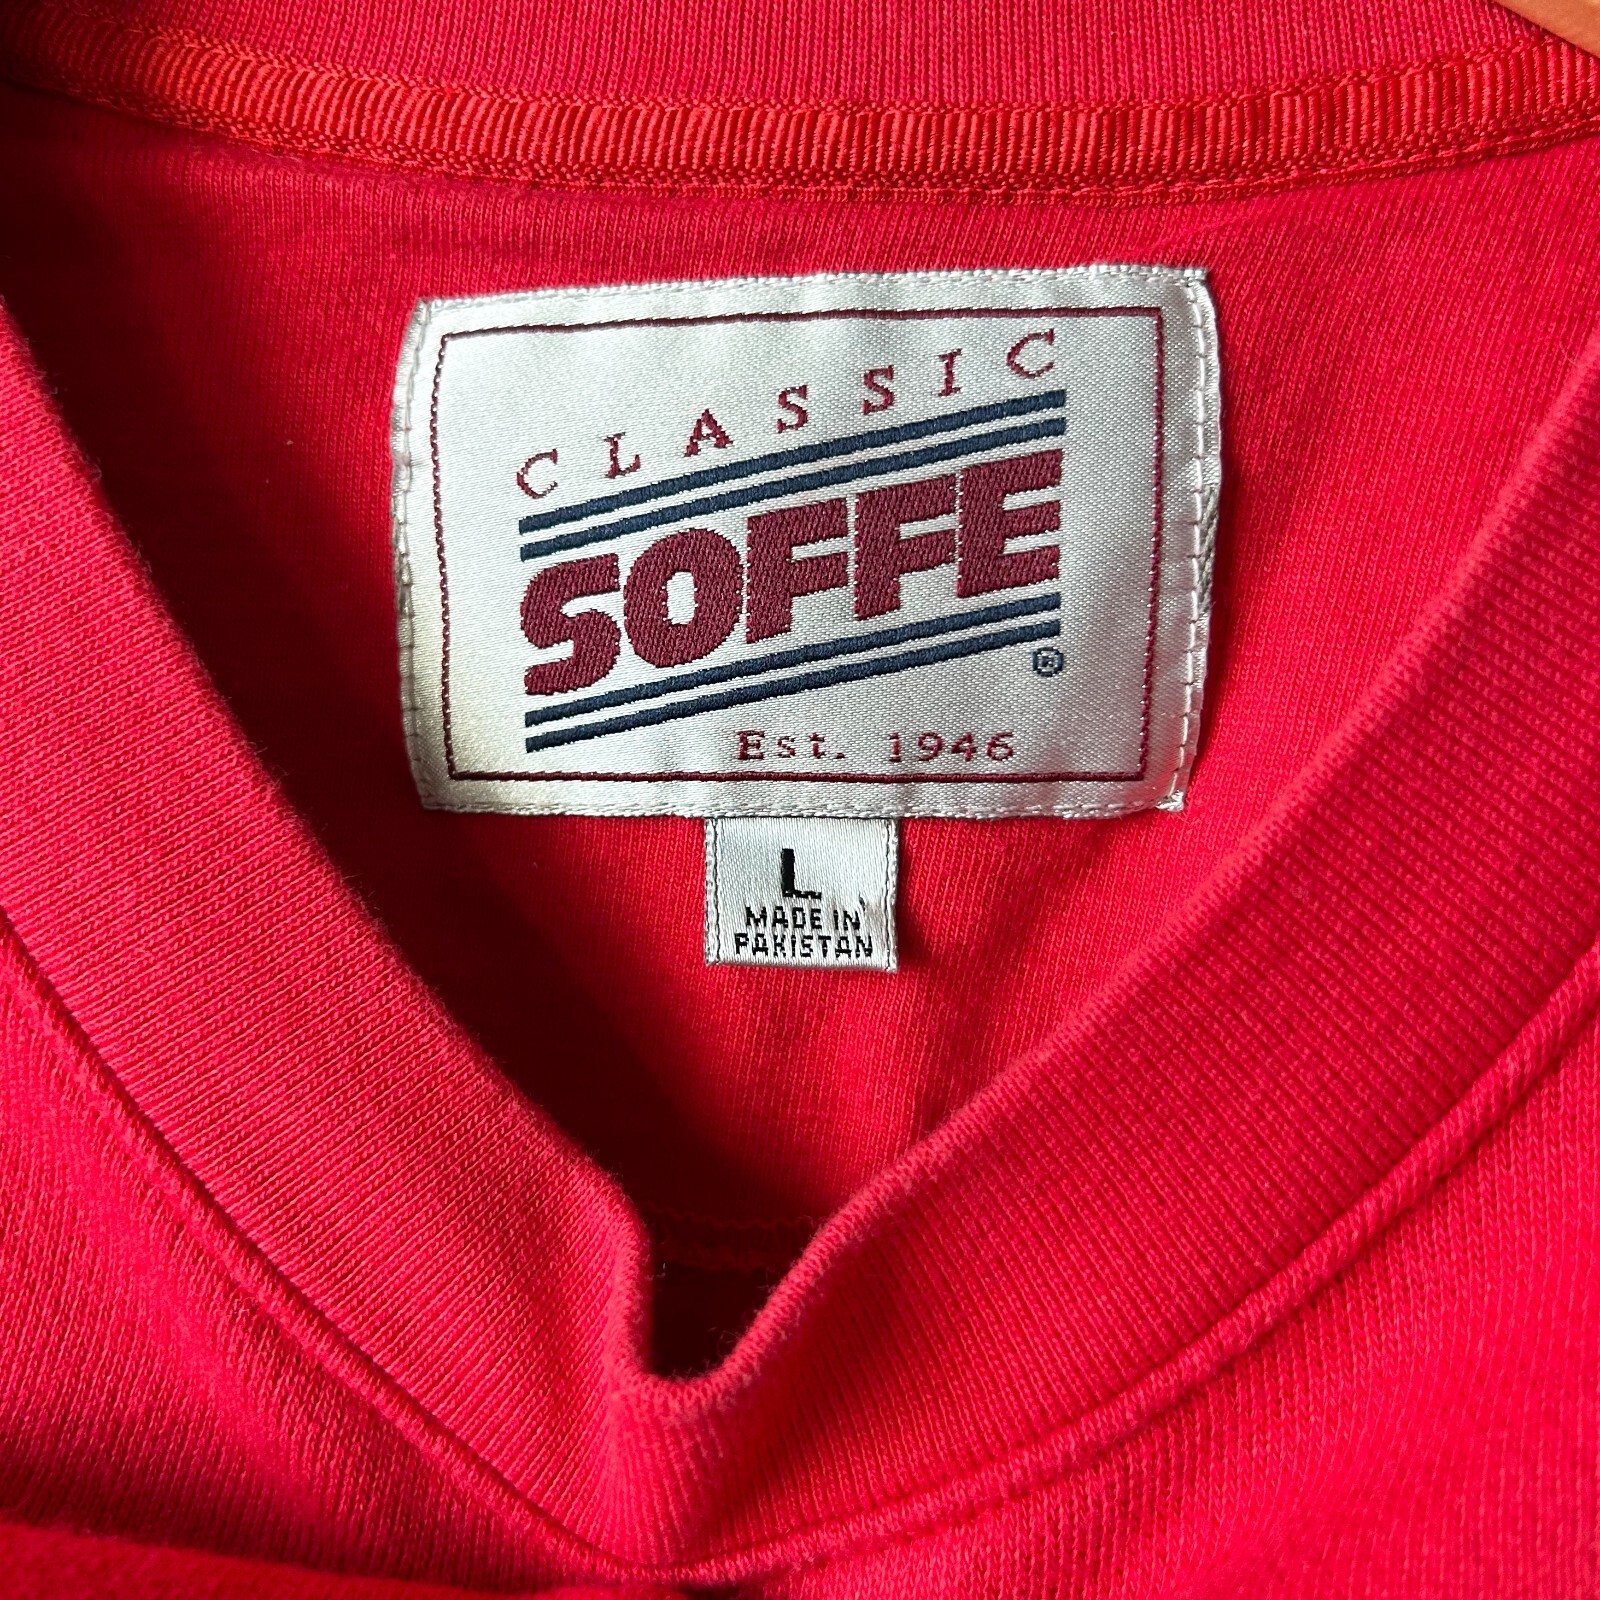 CLASSIC
SOFFE
®
Est. 1946
L
MADE IN
PAKISTAN